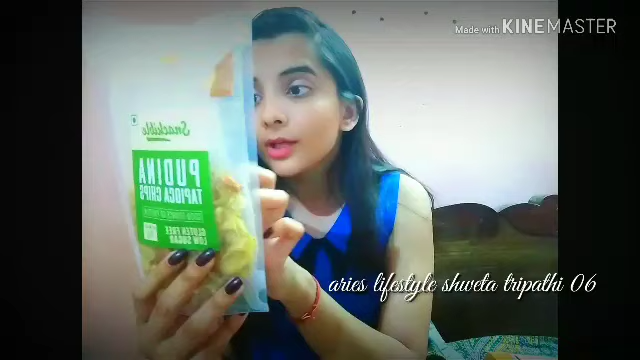 Made with KINEMASTER
Snackible
PUDINA
TAPIOCA CHIPS
GLUTEN FREE
LOW SUGAR
aries lifestyle shweta tripathi 06